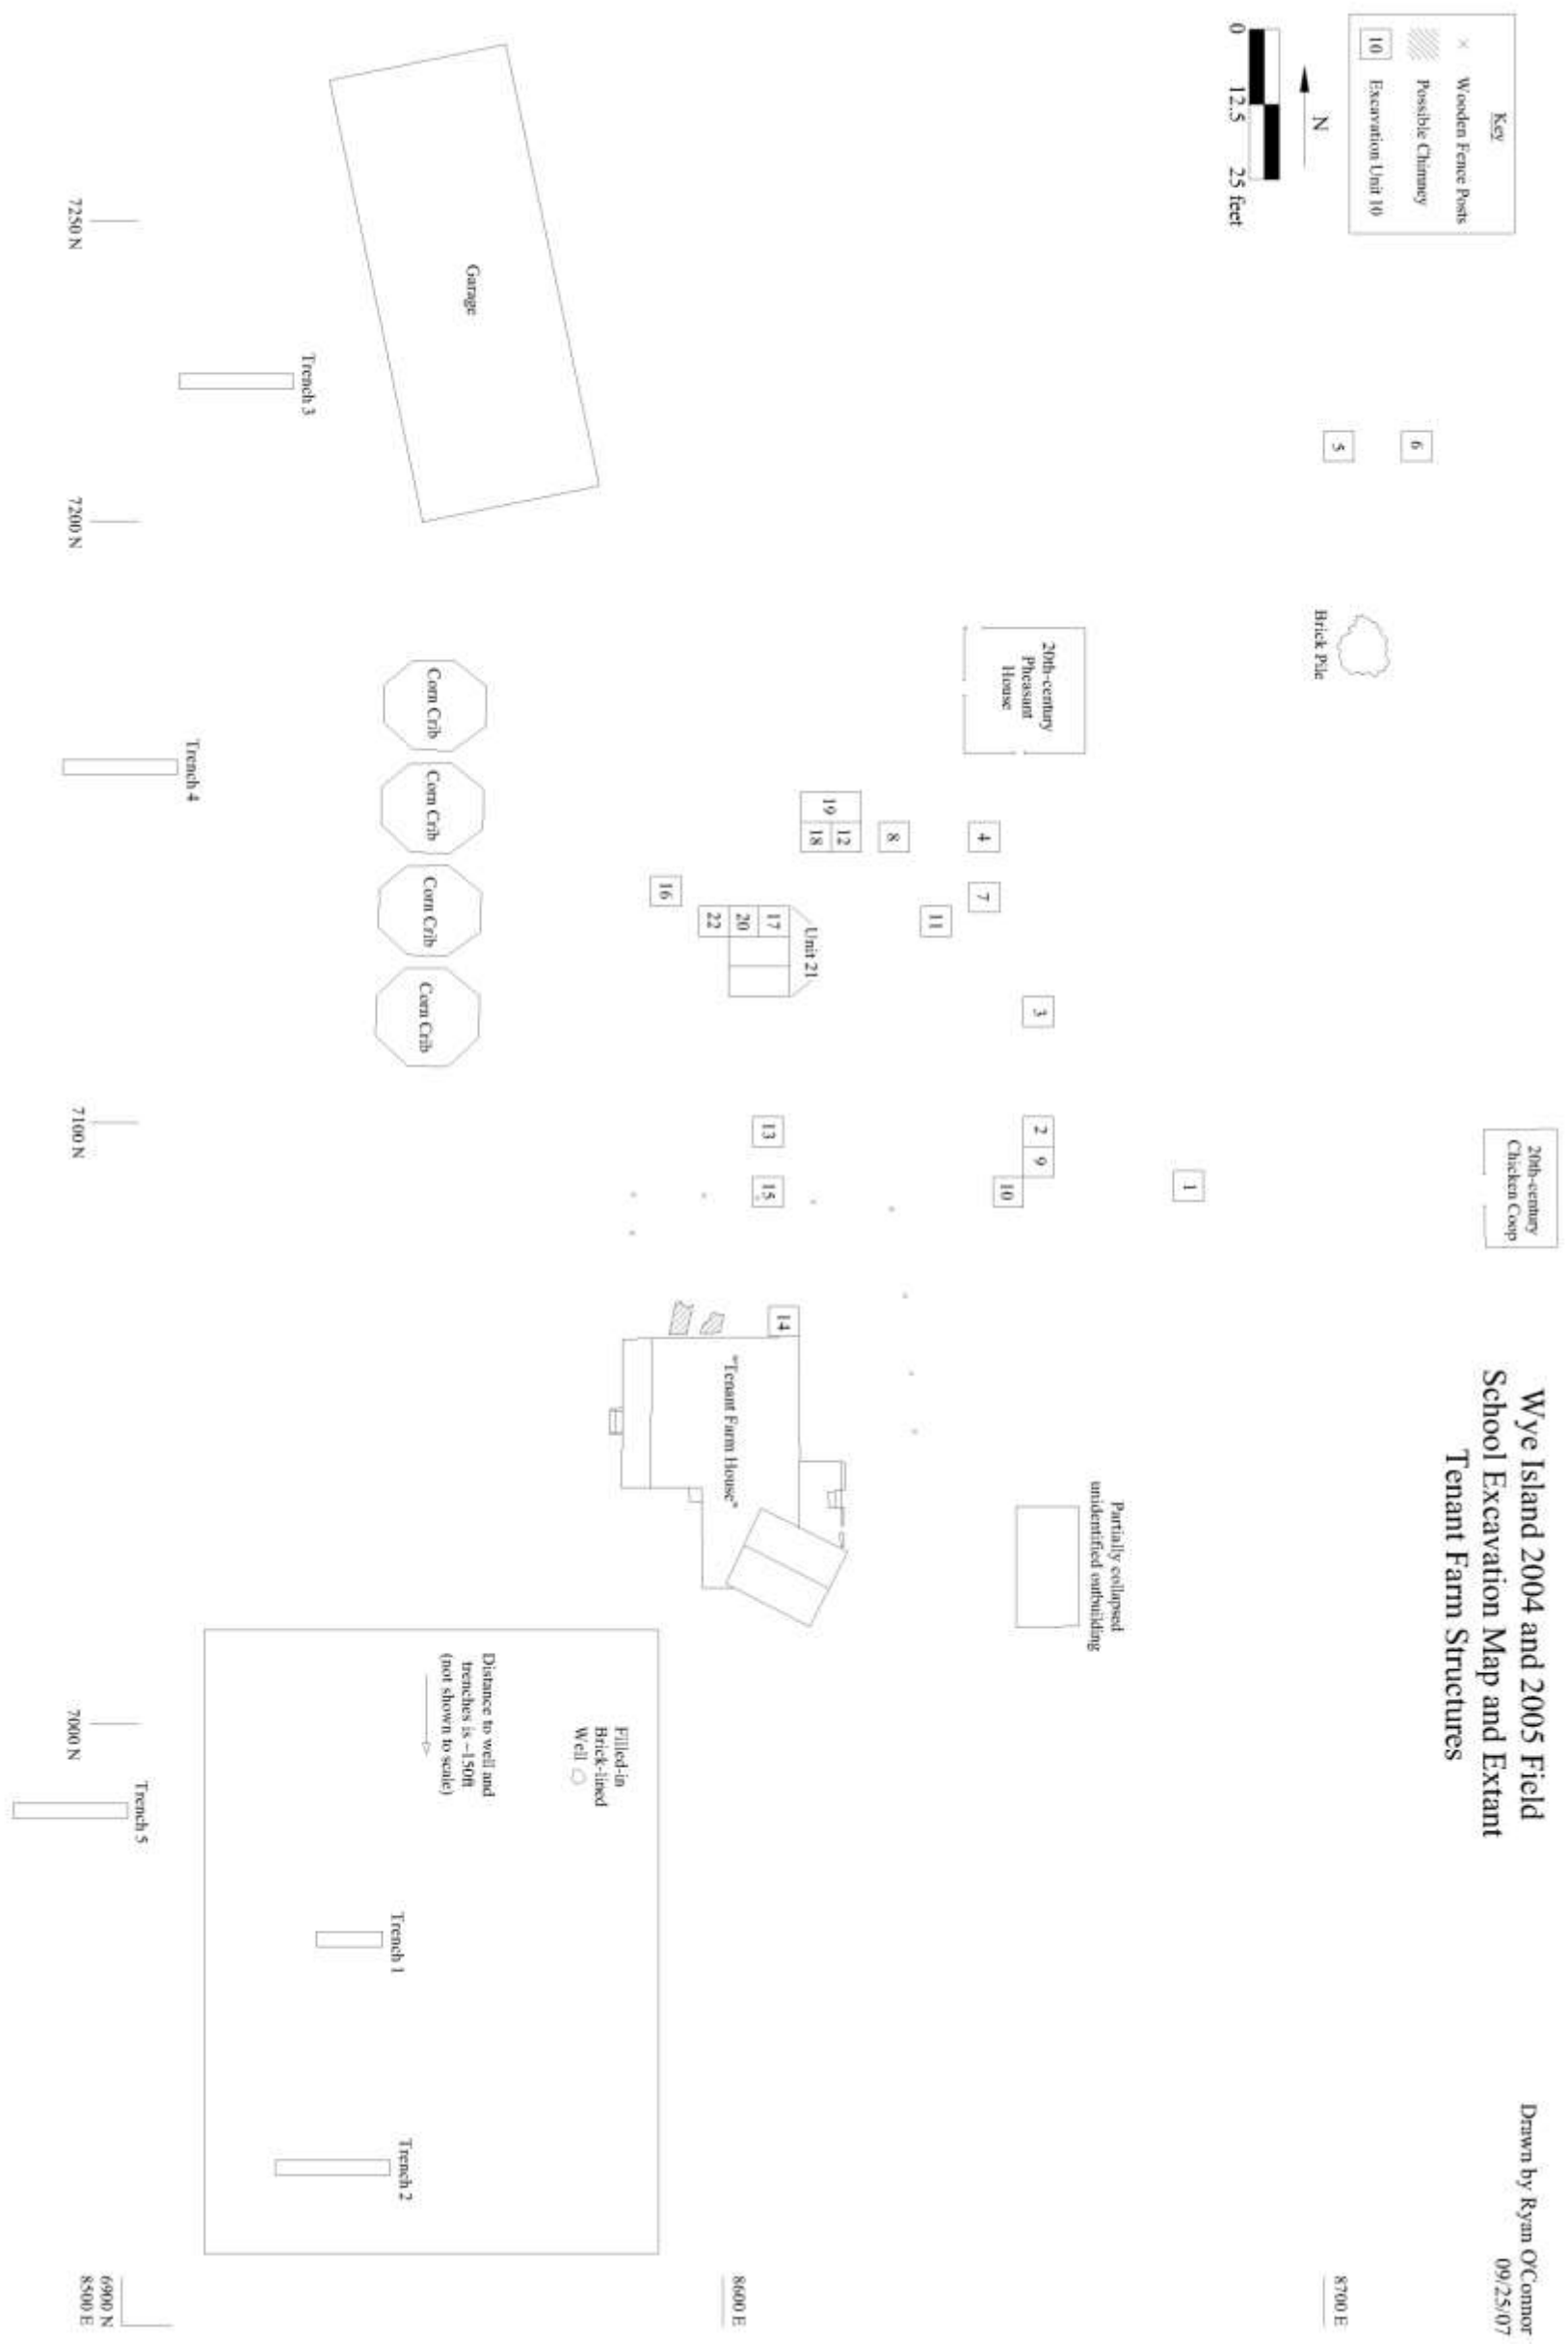 Wye Island 2004 and 2005 Field
School Excavation Map and Extant
Tenant Farm Structures
Drawn by Ryan O'Connor
09/25/07
Key
× Wooden Fence Posts
Possible Chimney
10 Excavation Unit 10
N
0 12.5 25 feet
20th-century
Chicken Coop
6
5
Brick Pile
1
20th-century
Pheasant
House
4
7
3
2
9
10
Partially collapsed
unidentified outbuilding
11
8
19
12
18
Unit 21
17
20
22
16
13
15
14
"Tenant Farm House"
Garage
Corn Crib
Corn Crib
Corn Crib
Corn Crib
Filled-in
Brick-lined
Well
Distance to well and
trenches is ~150ft
(not shown to scale)
Trench 1
Trench 2
Trench 3
Trench 4
Trench 5
8700 E
8600 E
7250 N
7200 N
7100 N
7000 N
6900 N
8500 E